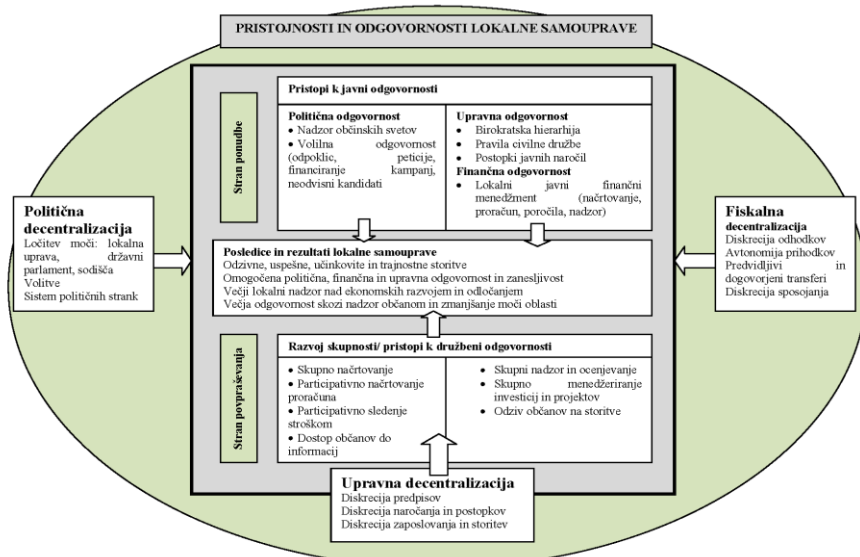 PRISTOJNOSTI IN ODGOVORNOSTI LOKALNE SAMOUPRAVE
Stran ponudbe
Pristopi k javni odgovornosti
Politična odgovornost
• Nadzor občinskih svetov
• Volilna odgovornost
(odpoklic, peticije,
financiranje kampanj,
neodvisni kandidati
Upravna odgovornost
• Birokratska hierarhija
• Pravila civilne družbe
• Postopki javnih naročil
Finančna odgovornost
• Lokalni javni finančni
menedžment (načrtovanje,
proračun, poročila, nadzor)
Politična
decentralizacija
Ločitev moči: lokalna
uprava, državni
parlament, sodišča
Volitve
Sistem političnih strank
Posledice in rezultati lokalne samouprave
Odzivne, uspešne, učinkovite in trajnostne storitve
Omogočena politična, finančna in upravna odgovornost in zanesljivost
Večji lokalni nadzor nad ekonomskih razvojem in odločanjem
Večja odgovornost skozi nadzor občanom in zmanjšanje moči oblasti
Fiskalna
decentralizacija
Diskrecija odhodkov
Avtonomija prihodkov
Predvidljivi in
dogovorjeni transferi
Diskrecija sposojanja
Stran povpraševanja
Razvoj skupnosti/ pristopi k družbeni odgovornosti
• Skupno načrtovanje
• Participativno načrtovanje
proračuna
• Participativno sledenje
stroškom
• Dostop občanov do
informacij
• Skupni nadzor in ocenjevanje
• Skupno menedžeriranje
investicij in projektov
• Odziv občanov na storitve
Upravna decentralizacija
Diskrecija predpisov
Diskrecija naročanja in postopkov
Diskrecija zaposlovanja in storitev